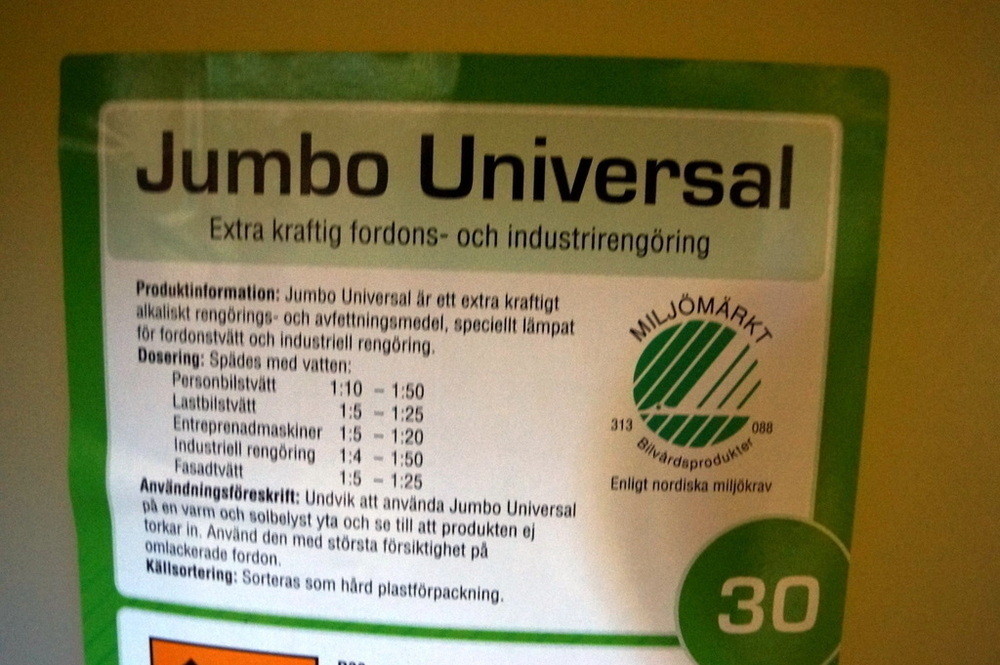 Jumbo Universal
Extra kraftig fordons- och industrirengöring
Produktinformation: Jumbo Universal är ett extra kraftigt
alkaliskt rengörings- och avfettningsmedel, speciellt lämpat
för fordonstvätt och industriell rengöring.
Dosering: Spädes med vatten:
Personbilstvätt 1:10 – 1:50
Lastbilstvätt 1:5 – 1:25
Entreprenadmaskiner 1:5 – 1:20
Industriell rengöring 1:4 – 1:50
Fasadtvätt 1:5 – 1:25
Användningsföreskrift: Undvik att använda Jumbo Universal
på en varm och solbelyst yta och se till att produkten ej
torkar in. Använd den med största försiktighet på
omlackerade fordon.
Källsortering: Sorteras som hård plastförpackning.
MILJÖMÄRKT
313 088
Bilvårdsprodukter
Enligt nordiska miljökrav
30